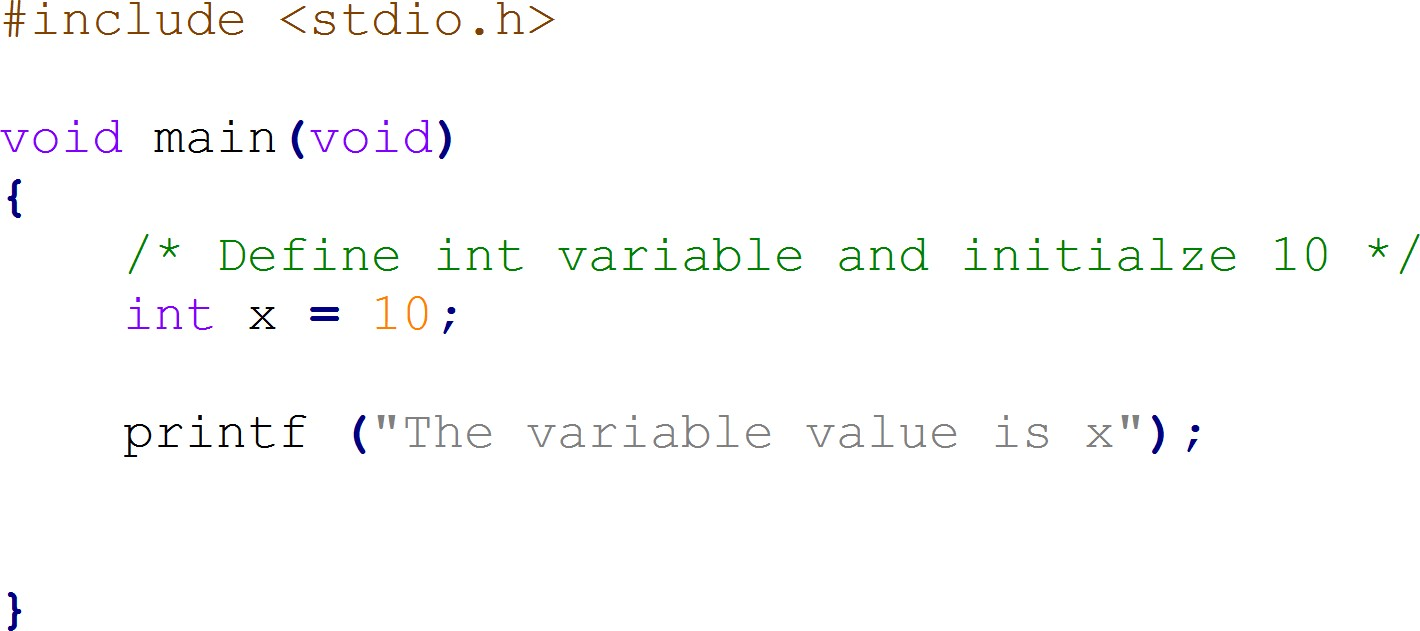 #include <stdio.h>
void main(void)
{
/* Define int variable and initialze 10 */
int x = 10;
printf ("The variable value is x");
}